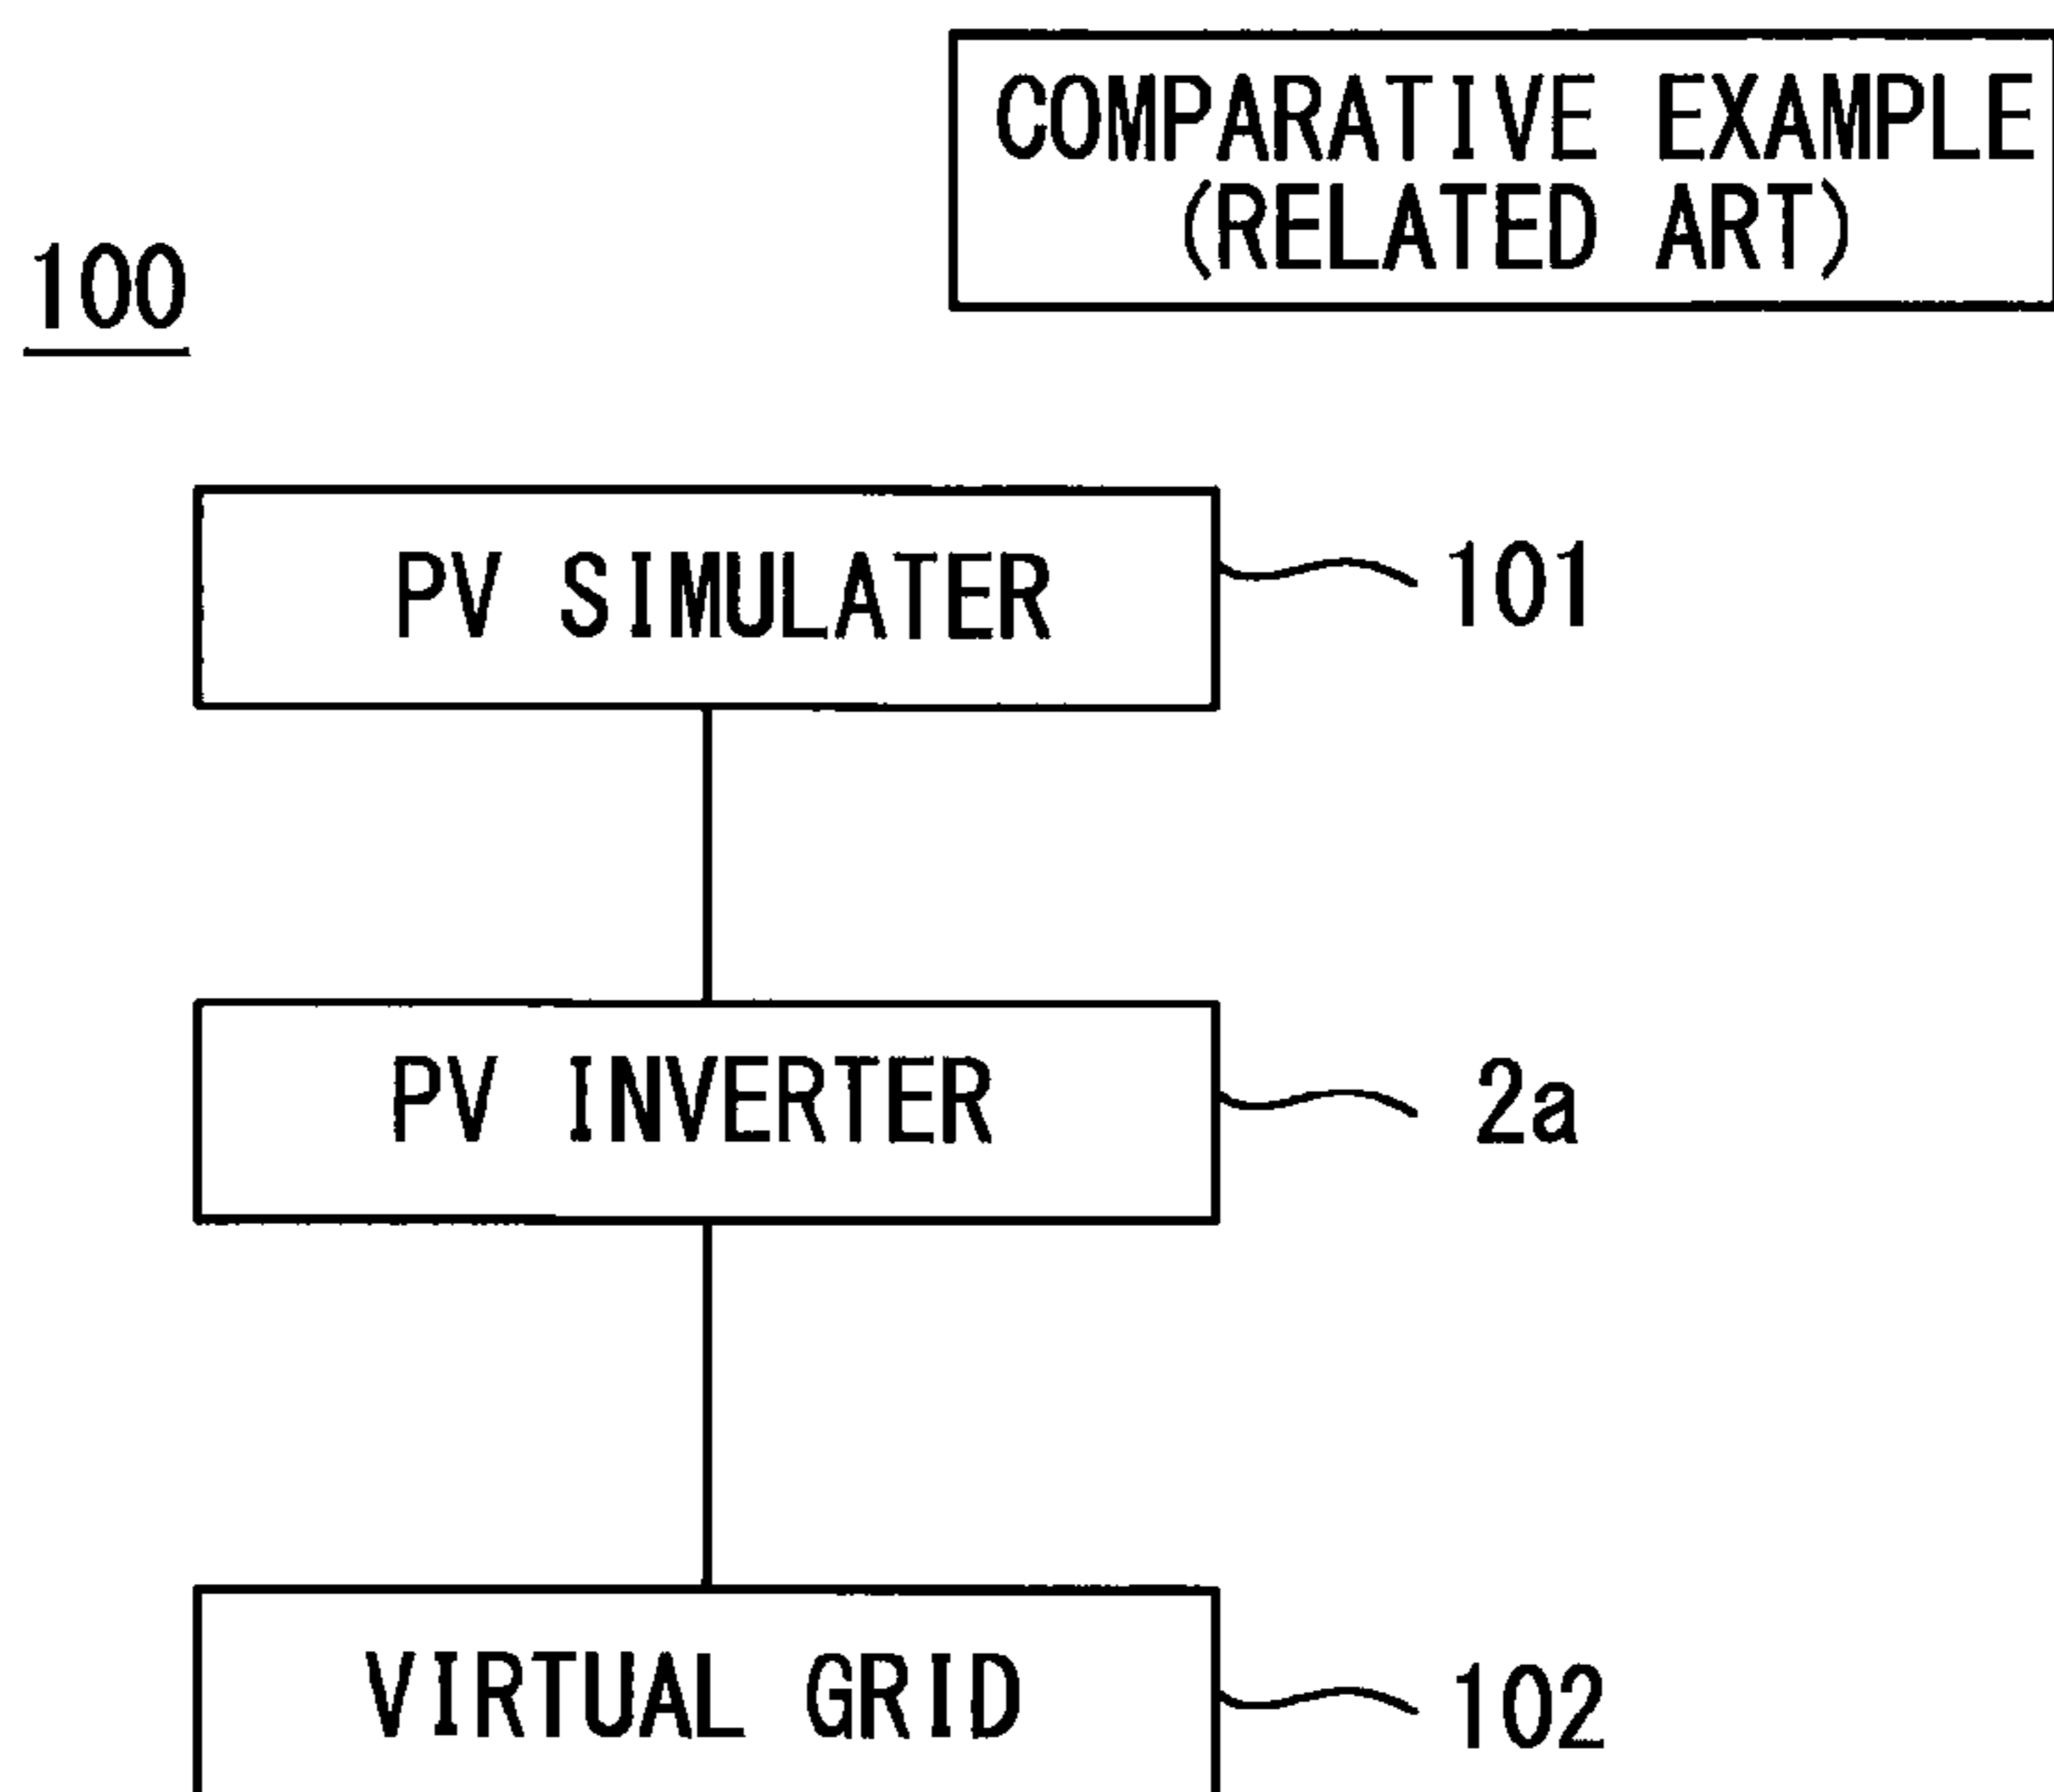 COMPARATIVE EXAMPLE
(RELATED ART)
100
PV SIMULATER
101
PV INVERTER
2a
VIRTUAL GRID
102